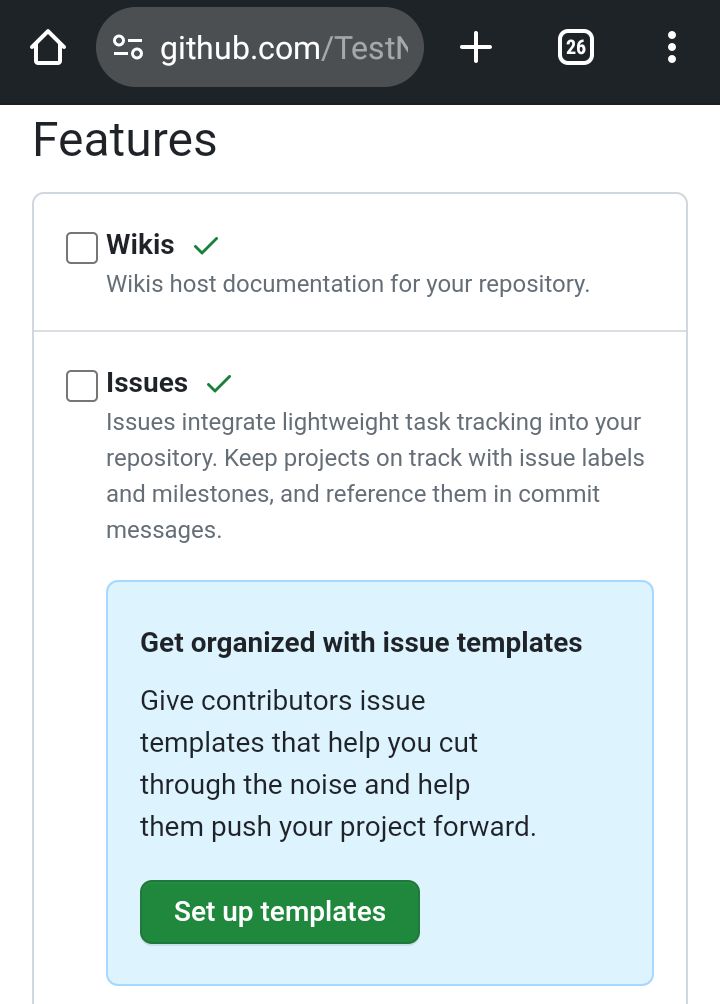 github.com/Test
26
Features
Wikis
Wikis host documentation for your repository.
Issues
Issues integrate lightweight task tracking into your
repository. Keep projects on track with issue labels
and milestones, and reference them in commit
messages.
Get organized with issue templates
Give contributors issue
templates that help you cut
through the noise and help
them push your project forward.
Set up templates